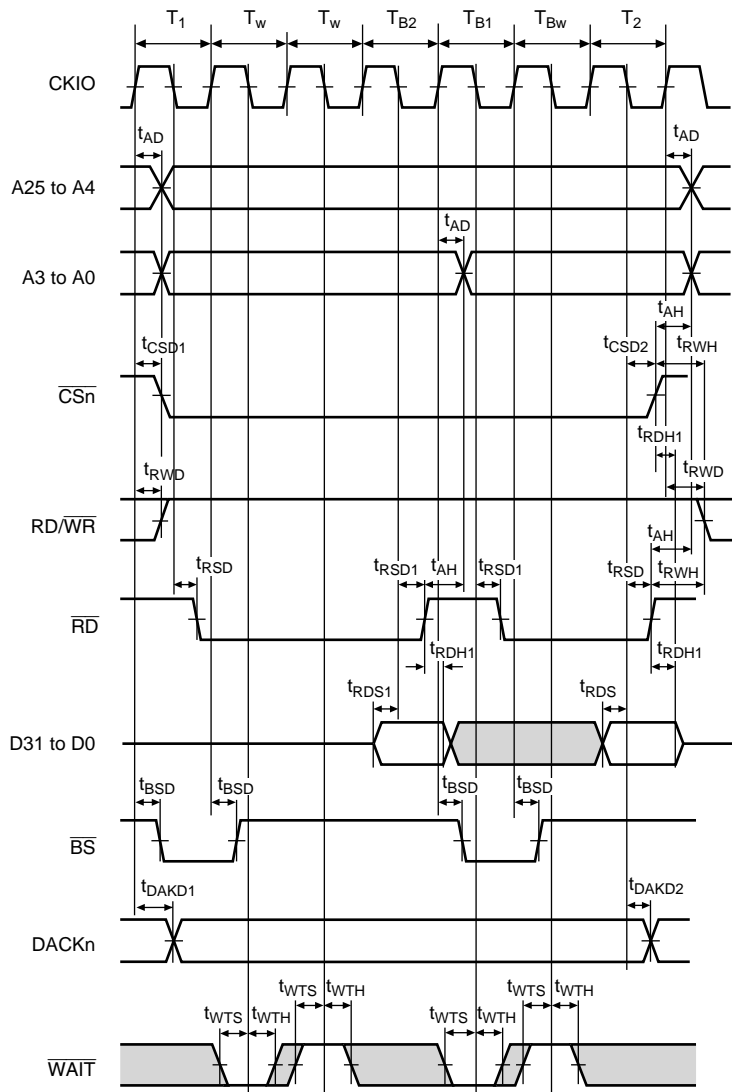 T1 Tw Tw TB2 TB1 TBw T2
CKIO
tAD tAD
A25 to A4
tAD
A3 to A0
tAH
tCSD1 tCSD2 tRWH
CSn
tRDH1
tRWD tRWD
RD/WR
tAH
tRSD tRSD1 tAH tRSD1 tRSD tRWH
RD
tRDH1 tRDH1
tRDS1 tRDS
D31 to D0
tBSD tBSD tBSD tBSD
BS
tDAKD1 tDAKD2
DACKn
tWTS tWTH tWTS tWTH
tWTS tWTH tWTS tWTH
WAIT